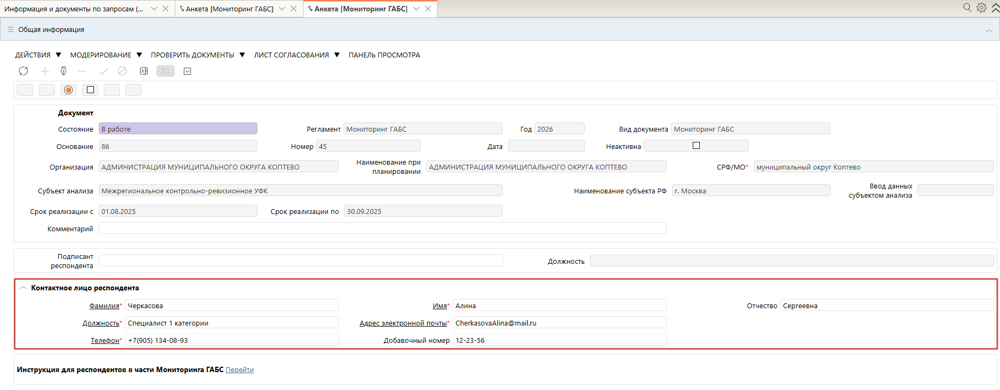 Информация и документы по запросам (...
Анкета [Мониторинг ГАБС]
Анкета [Мониторинг ГАБС]
Общая информация
ДЕЙСТВИЯ ▼ МОДЕРИРОВАНИЕ ▼ ПРОВЕРИТЬ ДОКУМЕНТЫ ▼ ЛИСТ СОГЛАСОВАНИЯ ▼ ПАНЕЛЬ ПРОСМОТРА
Документ
Состояние В работе Регламент Мониторинг ГАБС Год 2026 Вид документа Мониторинг ГАБС
Основание 86 Номер 45 Дата Неактивна
Организация АДМИНИСТРАЦИЯ МУНИЦИПАЛЬНОГО ОКРУГА КОПТЕВО Наименование при планировании АДМИНИСТРАЦИЯ МУНИЦИПАЛЬНОГО ОКРУГА КОПТЕВО СРФ/МО* муниципальный округ Коптево
Субъект анализа Межрегиональное контрольно-ревизионное УФК Наименование субъекта РФ г. Москва Ввод данных субъектом анализа
Срок реализации с 01.08.2025 Срок реализации по 30.09.2025
Комментарий
Подписант респондента Должность
Контактное лицо респондента
Фамилия* Черкасова Имя* Алина Отчество Сергеевна
Должность* Специалист 1 категории Адрес электронной почты* CherkasovaAlina@mail.ru
Телефон* +7(905) 134-08-93 Добавочный номер 12-23-56
Инструкция для респондентов в части Мониторинга ГАБС Перейти